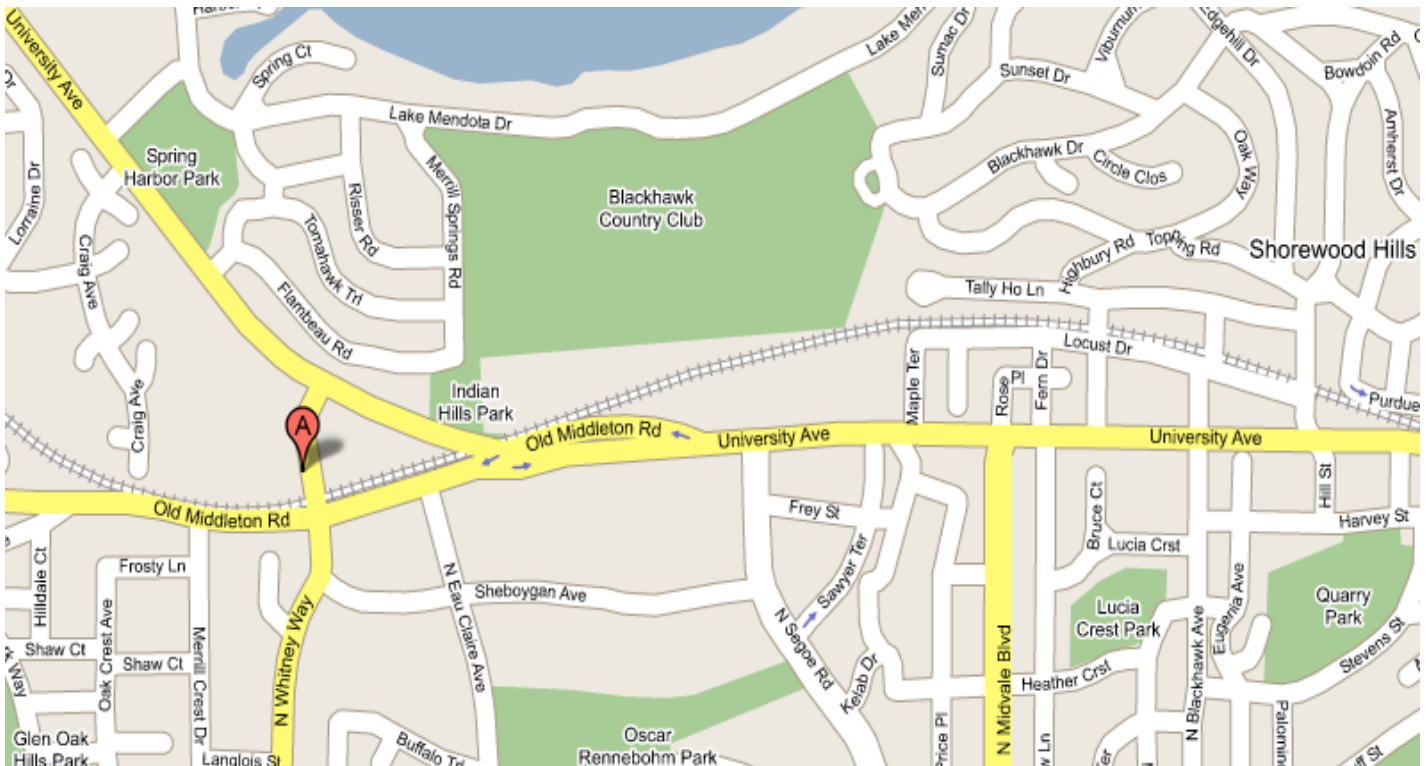 University Ave
Spring Ct
Lake Mendota Dr
Sumac Dr
Viburnum
Edgehill Dr
Sunset Dr
Bowdoin Rd
Amherst Dr
Spring
Harbor Park
Lorraine Dr
Risser Rd
Merrill Springs Rd
Blackhawk
Country Club
Blackhawk Dr
Circle Clos
Oak Way
Craig Ave
Tomahawk Trl
Flambeau Rd
Highbury Rd
Topping Rd
Shorewood Hills
Tally Ho Ln
Locust Dr
Maple Ter
Rose Pl
Fern Dr
Purdue
Craig Ave
Indian
Hills Park
A
Old Middleton Rd
University Ave
University Ave
Old Middleton Rd
Frey St
Bruce Ct
Hill St
Harvey St
Lucia Crst
Hilldale Ct
Frosty Ln
Oak Crest Ave
Sheboygan Ave
N Eau Claire Ave
Sawyer Ter
N Segoe Rd
Lucia
Crest Park
Eugenia Ave
Quarry
Park
Shaw Ct
Shaw Ct
Merrill Crest Dr
N Whitney Way
Kelab Dr
N Midvale Blvd
Heather Crst
N Blackhawk Ave
Stevens St
Glen Oak
Hills Park
Langlois St
Buffalo
Oscar
Rennebohm Park
Price Pl